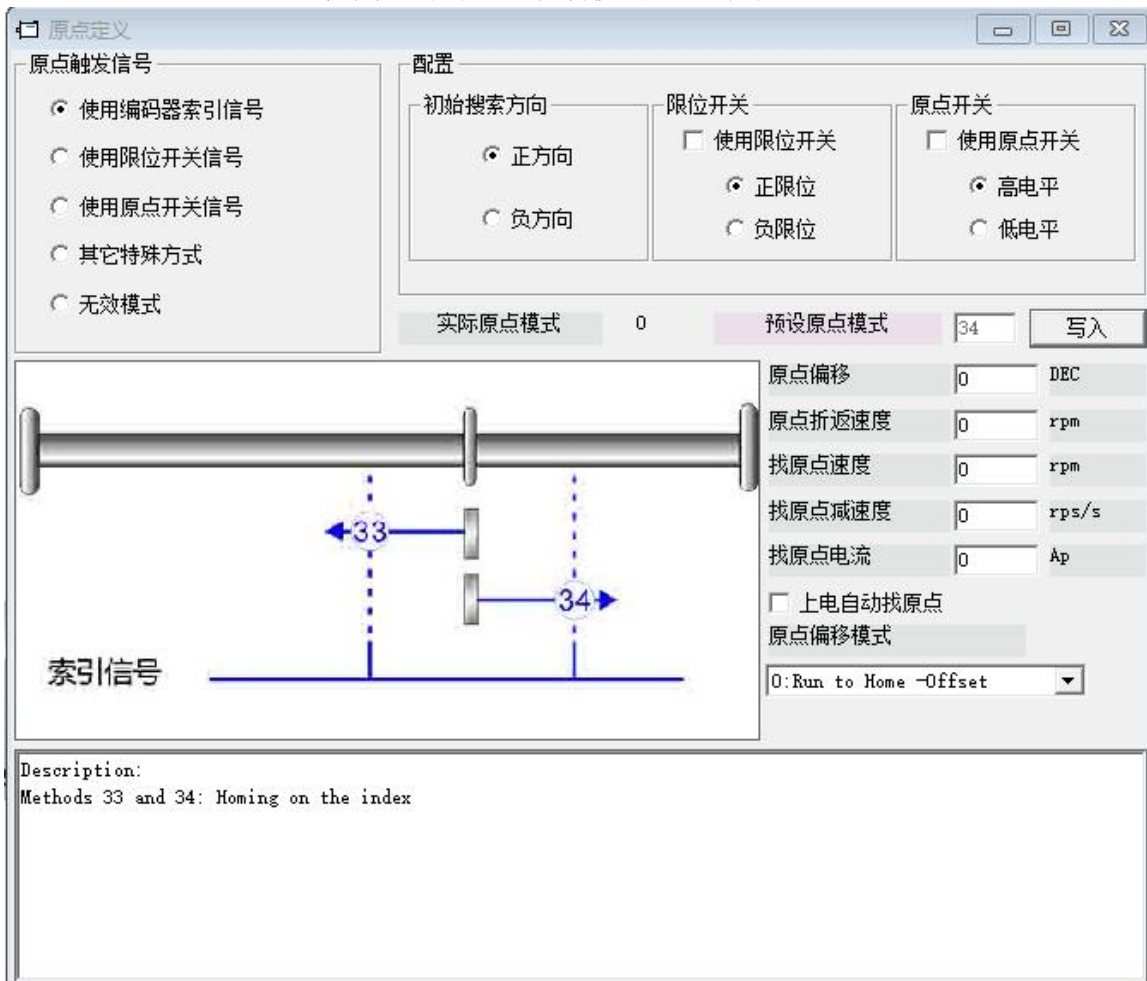 原点定义
原点触发信号
使用编码器索引信号
使用限位开关信号
使用原点开关信号
其它特殊方式
无效模式
配置
初始搜索方向
正方向
负方向
限位开关
使用限位开关
正限位
负限位
原点开关
使用原点开关
高电平
低电平
实际原点模式 0 预设原点模式 34 写入
原点偏移 0 DEC
原点折返速度 0 rpm
找原点速度 0 rpm
找原点减速度 0 rps/s
找原点电流 0 Ap
上电自动找原点
原点偏移模式
0:Run to Home -Offset
33
34
索引信号
Description:
Methods 33 and 34: Homing on the index